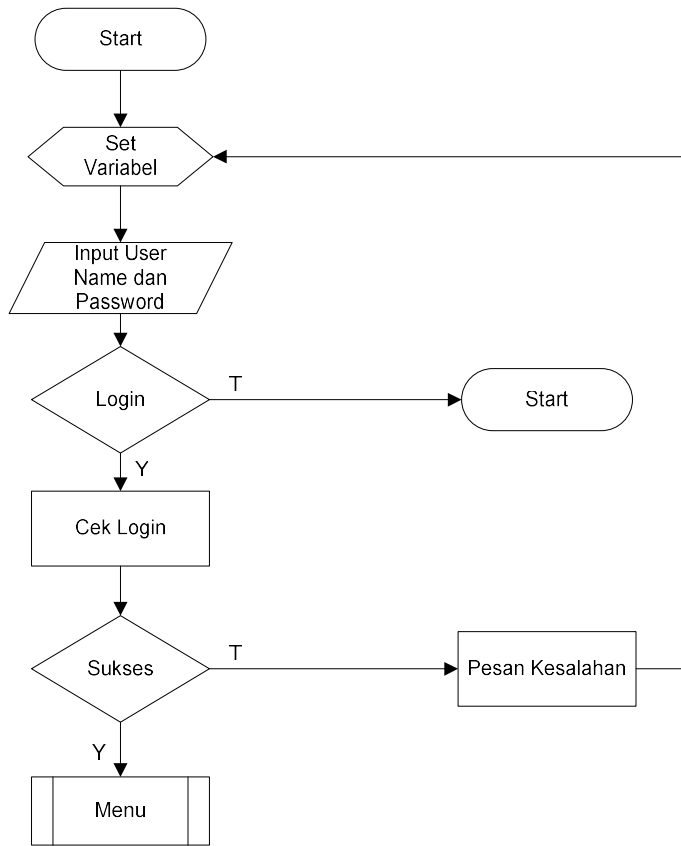 Start
Set
Variabel
Input User
Name dan
Password
Login
T
Start
Y
Cek Login
Sukses
T
Pesan Kesalahan
Y
Menu